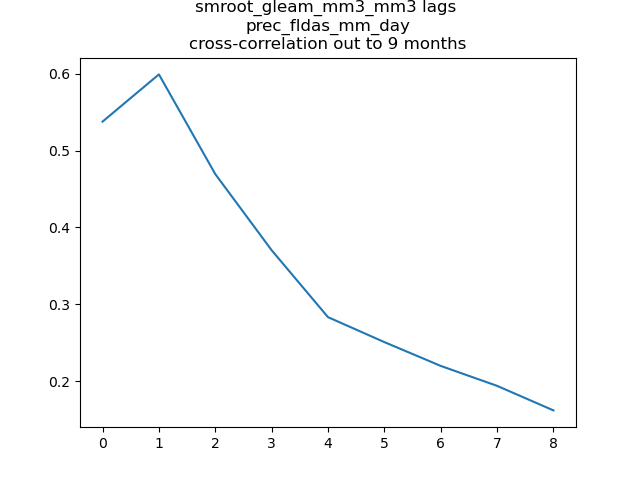 smroot_gleam_mm3_mm3 lags
prec_fldas_mm_day
cross-correlation out to 9 months
0.6
0.5
0.4
0.3
0.2
0 1 2 3 4 5 6 7 8